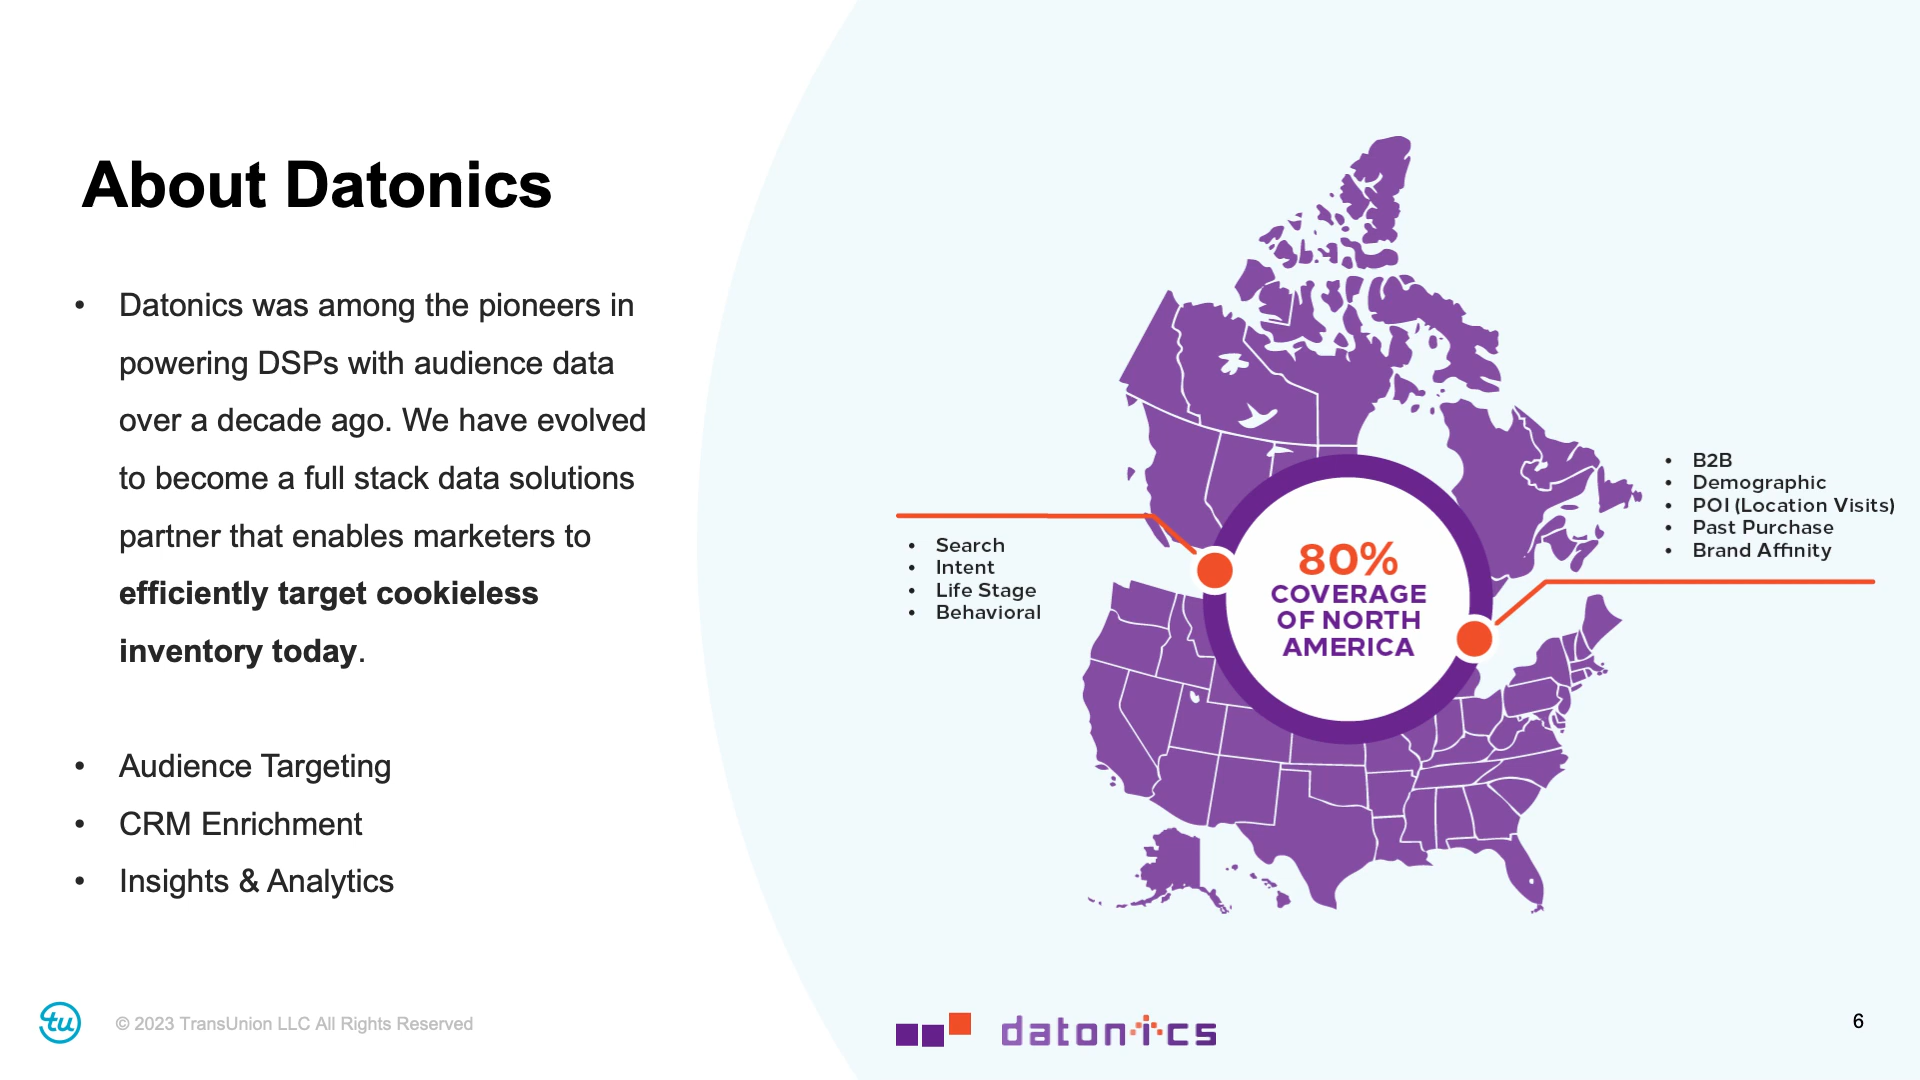 About Datonics
• Datonics was among the pioneers in
powering DSPs with audience data
over a decade ago. We have evolved
to become a full stack data solutions
partner that enables marketers to
efficiently target cookieless
inventory today.
• Audience Targeting
• CRM Enrichment
• Insights & Analytics
• Search
• Intent
• Life Stage
• Behavioral
80%
COVERAGE
OF NORTH
AMERICA
• B2B
• Demographic
• POI (Location Visits)
• Past Purchase
• Brand Affinity
tu
© 2023 TransUnion LLC All Rights Reserved
datonics
6